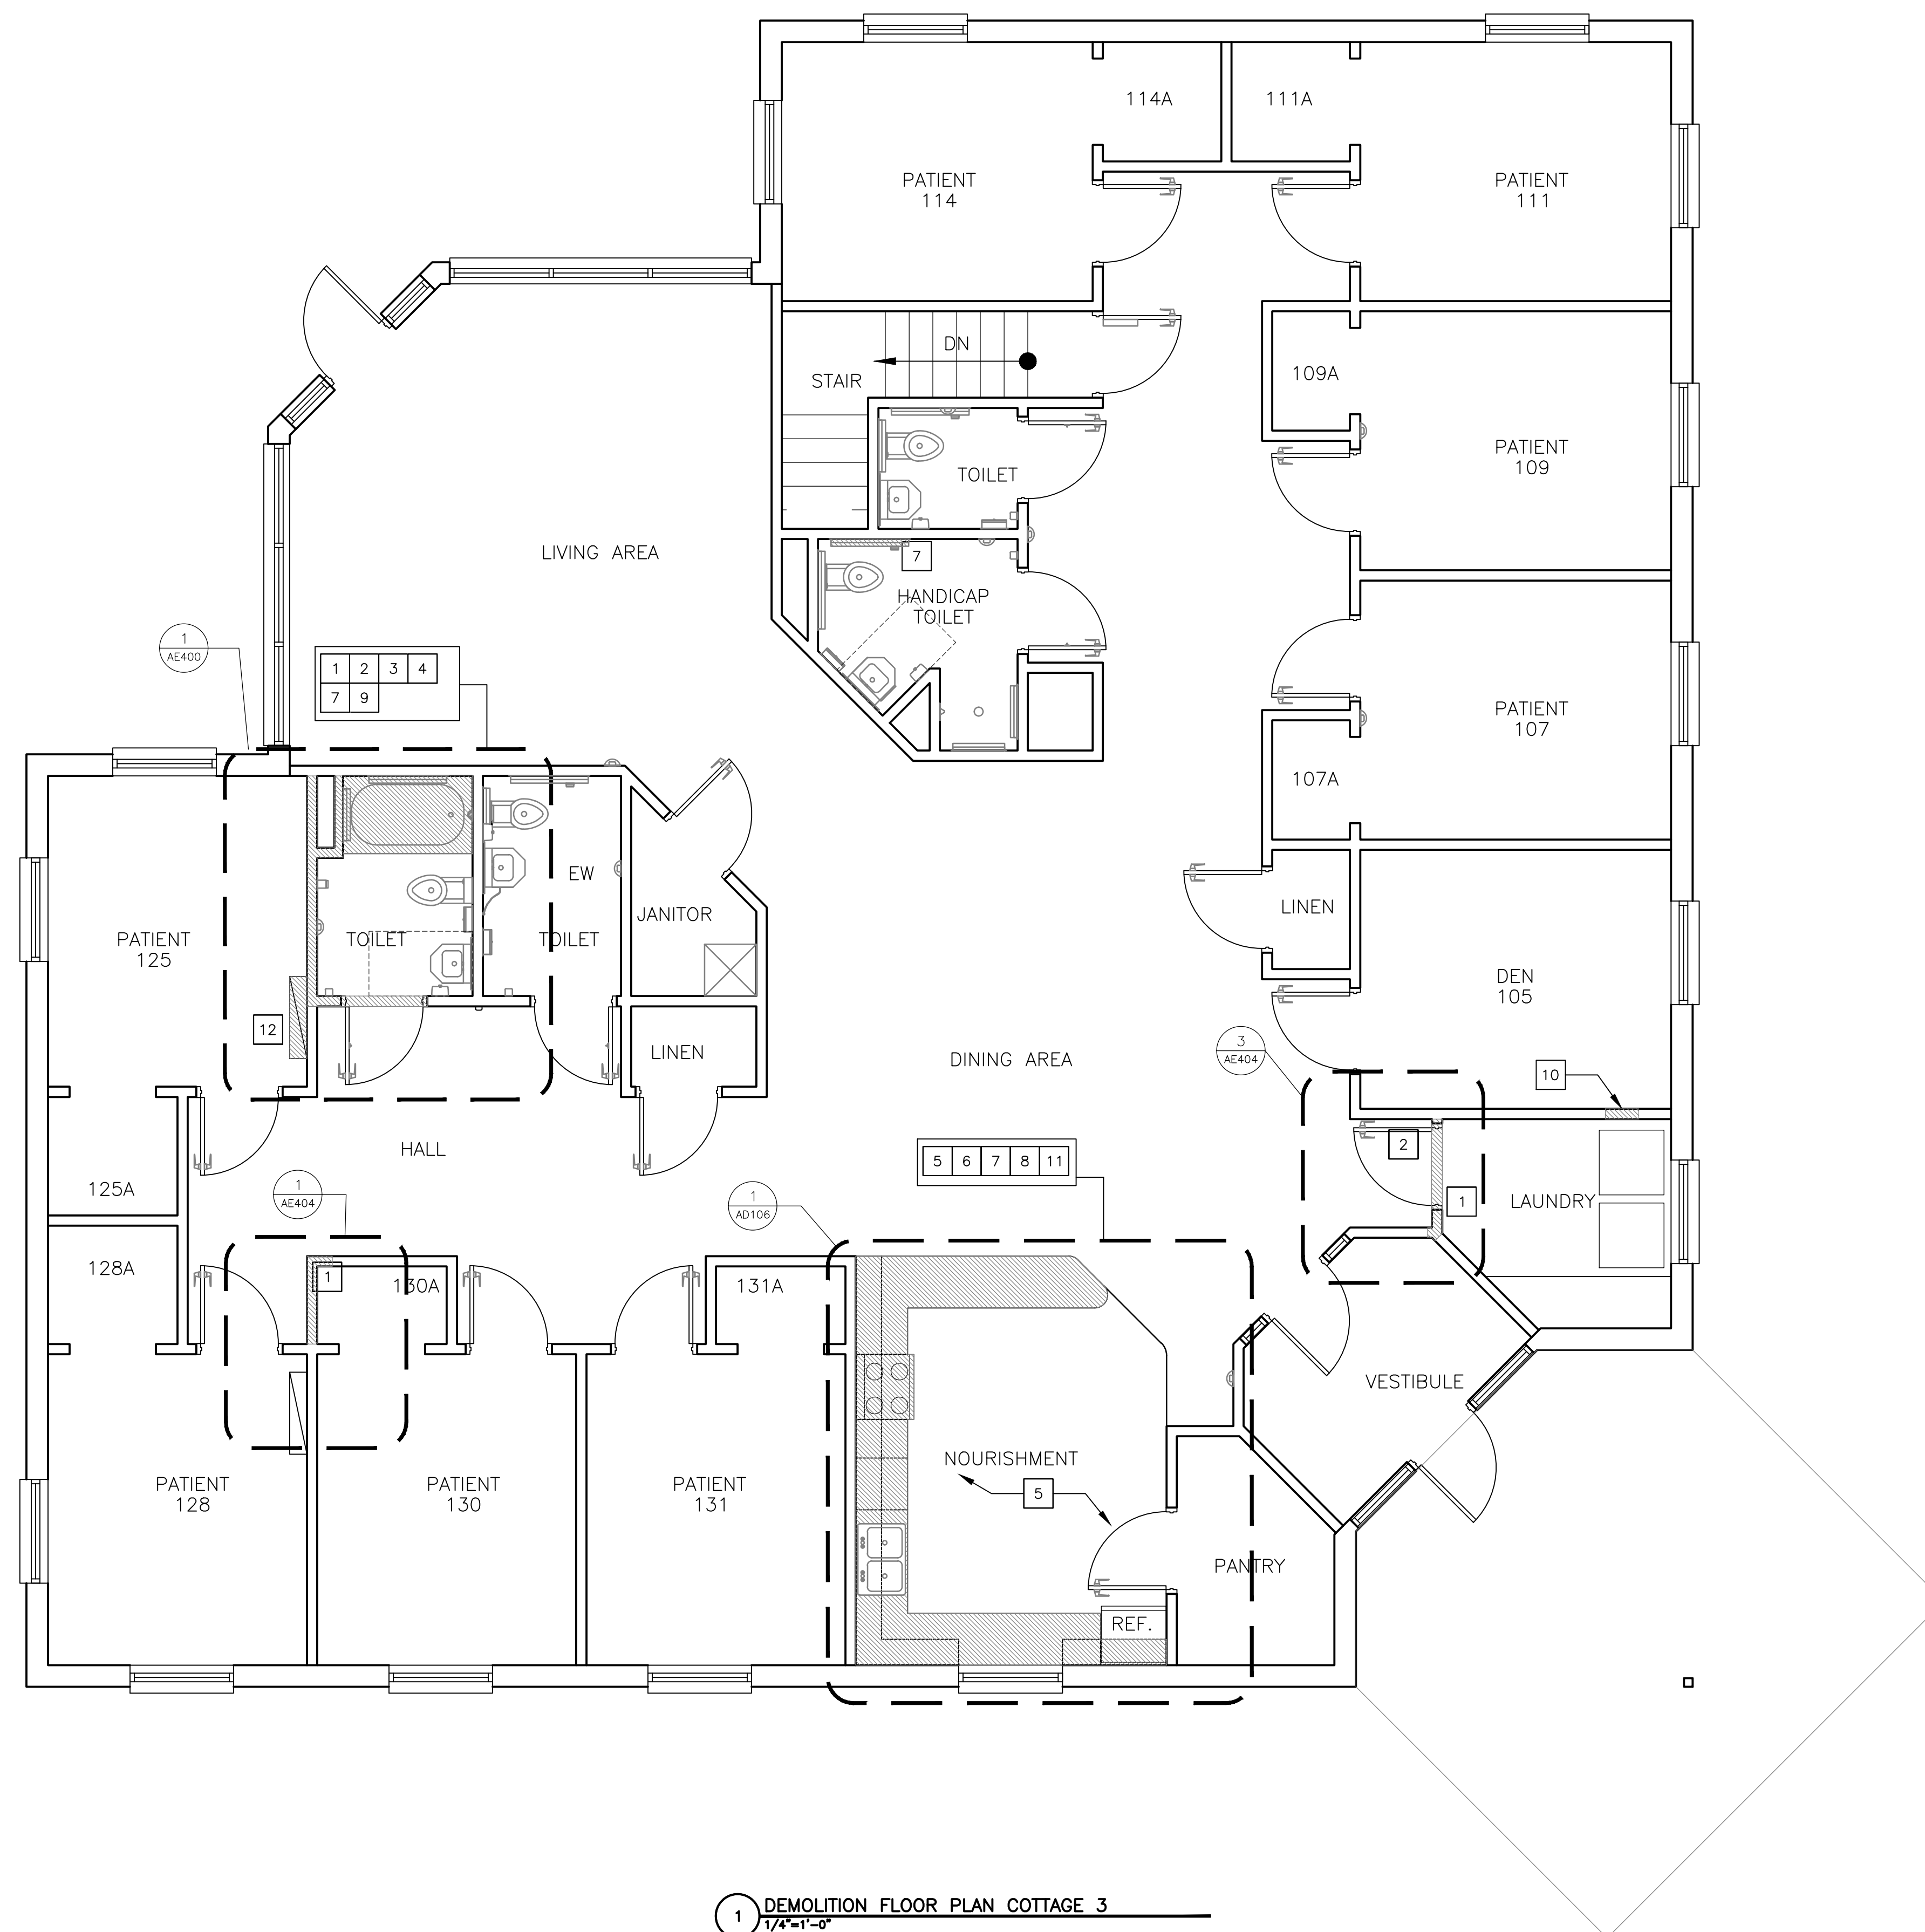 114A
111A
PATIENT
114
PATIENT
111
DN
STAIR
109A
PATIENT
109
TOILET
LIVING AREA
7
HANDICAP
TOILET
1
AE400
1 2 3 4
7 9
PATIENT
107
107A
EW
JANITOR
LINEN
PATIENT
125
TOILET
TOILET
DEN
105
12
LINEN
DINING AREA
3
AE404
10
HALL
2
5 6 7 8 11
125A
1
AE404
1
AD106
1
LAUNDRY
128A
1
130A
131A
VESTIBULE
NOURISHMENT
PATIENT
128
PATIENT
130
PATIENT
131
5
PANTRY
REF.
1
DEMOLITION FLOOR PLAN COTTAGE 3
1/4"=1'-0"